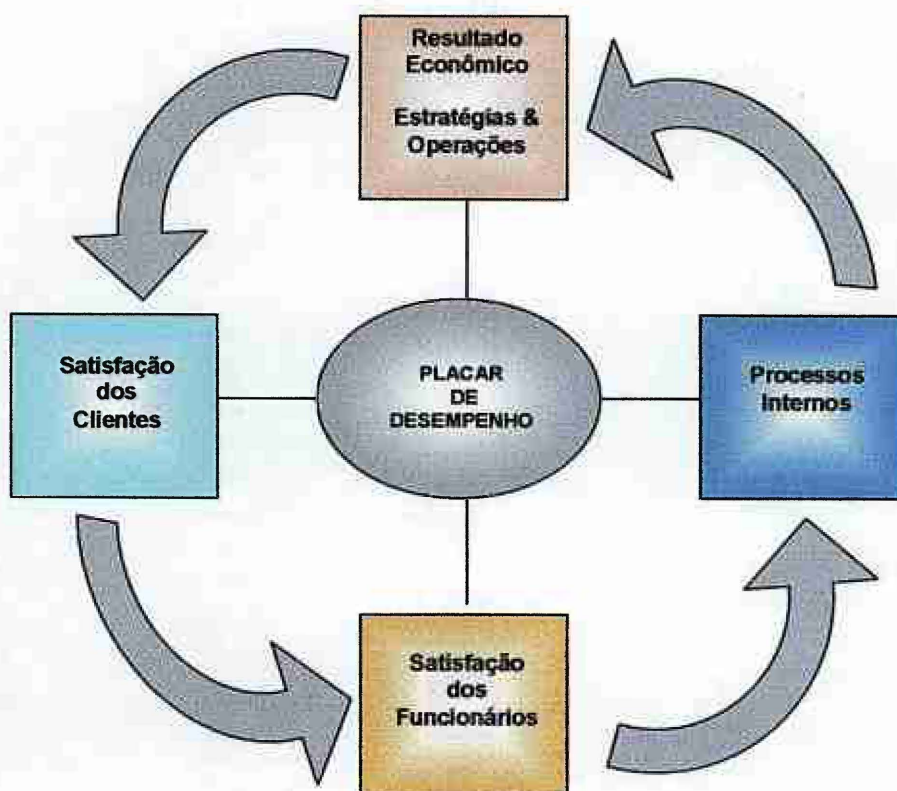 Resultado
Econômico
Estratégias &
Operações
Satisfação
dos
Clientes
PLACAR
DE
DESEMPENHO
Processos
Internos
Satisfação
dos
Funcionários